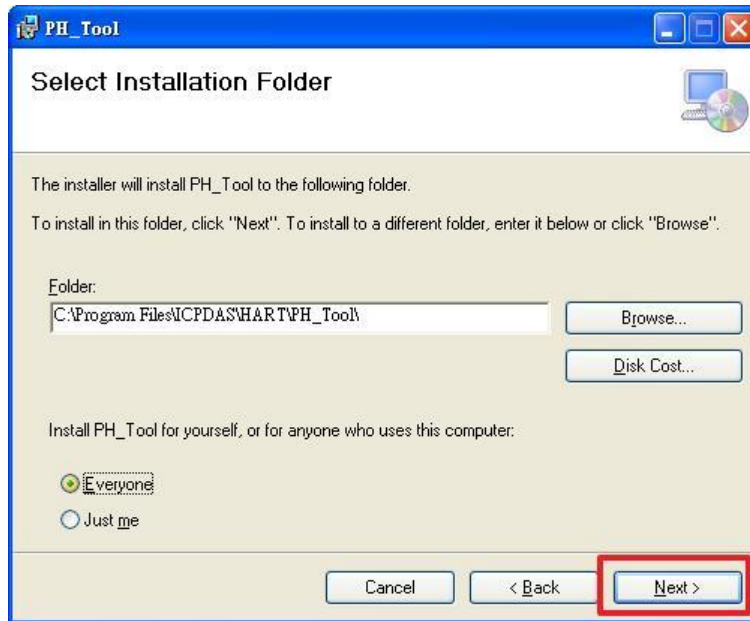 PH_Tool
Select Installation Folder
The installer will install PH_Tool to the following folder.
To install in this folder, click "Next". To install to a different folder, enter it below or click "Browse".
Folder:
C:\Program Files\ICPDAS\HART\PH_Tool\
Browse...
Disk Cost...
Install PH_Tool for yourself, or for anyone who uses this computer:
Everyone
Just me
Cancel
< Back
Next >